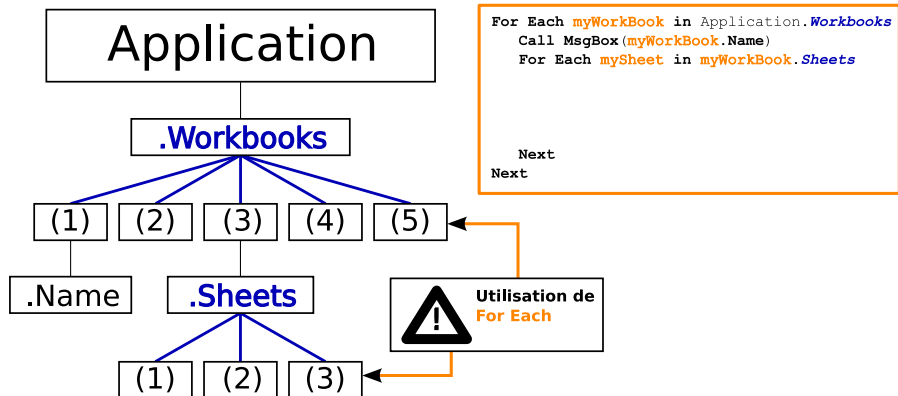 Application
.Workbooks
(1) (2) (3) (4) (5)
.Name .Sheets
(1) (2) (3)
For Each myWorkBook in Application.Workbooks
Call MsgBox(myWorkBook.Name)
For Each mySheet in myWorkBook.Sheets
Next
Next
!
Utilisation de
For Each